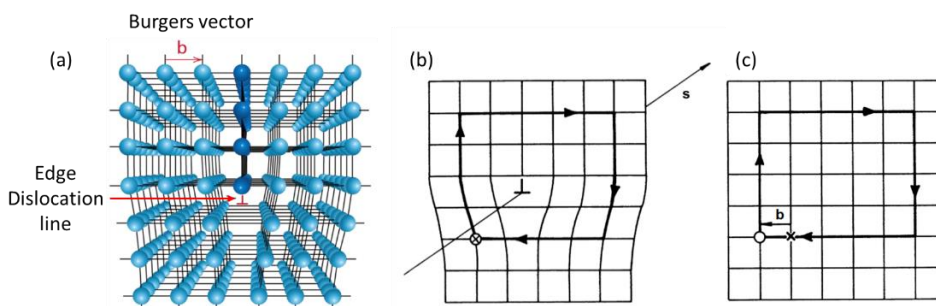 Burgers vector
(a)
b
Edge
Dislocation
line
(b)
s
(c)
b